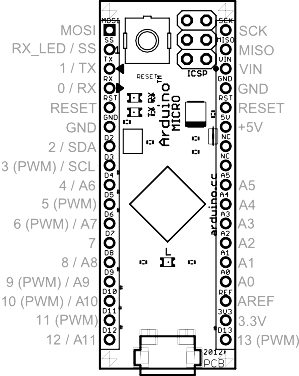 MOSI
RX_LED / SS
1 / TX
0 / RX
RESET
GND
2 / SDA
3 (PWM) / SCL
4 / A6
5 (PWM)
6 (PWM) / A7
7
8 / A8
9 (PWM) / A9
10 (PWM) / A10
11 (PWM)
12 / A11
MOSI
SS
TX
RX
RST
GND
D2
D3
D4
D5
D6
D7
D8
D9
D10
D11
D12
1
RESET
TM
ICSP
TX
RX
Arduino
MICRO
arduino.cc
L
2012
PCB
SCK
MISO
VIN
GND
RST
5V
NC
NC
A5
A4
A3
A2
A1
A0
REF
3V3
D13
SCK
MISO
VIN
GND
RESET
+5V
A5
A4
A3
A2
A1
A0
AREF
3.3V
13 (PWM)